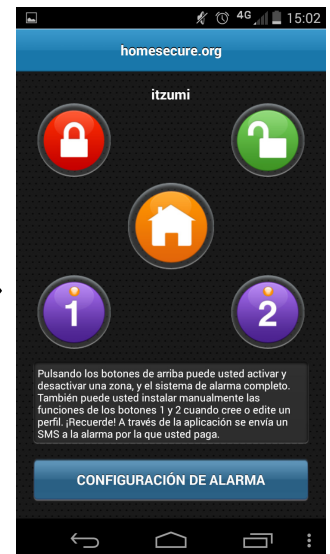 4G 15:02
homesecure.org
itzumi
1 2
Pulsando los botones de arriba puede usted activar y
desactivar una zona, y el sistema de alarma completo.
También puede usted instalar manualmente las
funciones de los botones 1 y 2 cuando cree o edite un
perfil. ¡Recuerde! A través de la aplicación se envía un
SMS a la alarma por la que usted paga.
CONFIGURACIÓN DE ALARMA